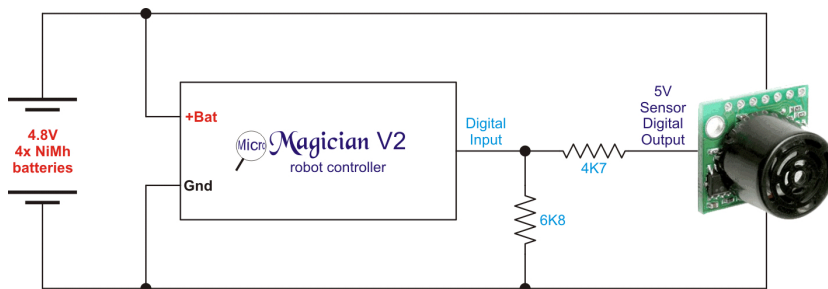 4.8V
4x NiMh
batteries
+Bat
Gnd
Micro Magician V2
robot controller
Digital
Input
4K7
6K8
5V
Sensor
Digital
Output